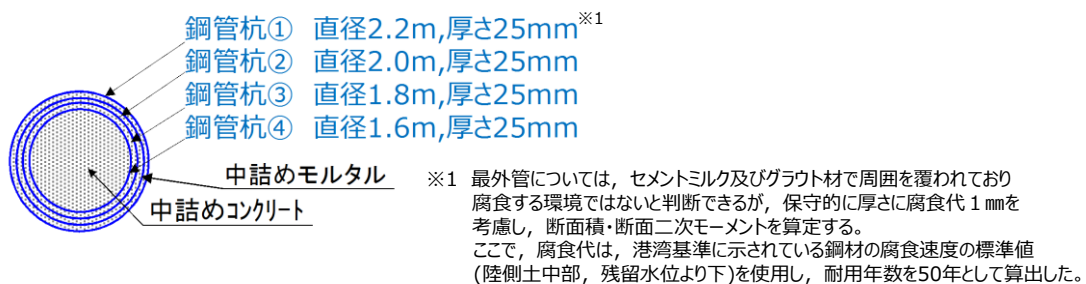 鋼管杭① 直径2.2m,厚さ25mm※1
鋼管杭② 直径2.0m,厚さ25mm
鋼管杭③ 直径1.8m,厚さ25mm
鋼管杭④ 直径1.6m,厚さ25mm
中詰めモルタル
中詰めコンクリート
※1 最外管については，セメントミルク及びグラウト材で周囲を覆われており
腐食する環境ではないと判断できるが，保守的に厚さに腐食代１㎜を
考慮し，断面積・断面二次モーメントを算定する。
ここで，腐食代は，港湾基準に示されている鋼材の腐食速度の標準値
(陸側土中部，残留水位より下)を使用し，耐用年数を50年として算出した。